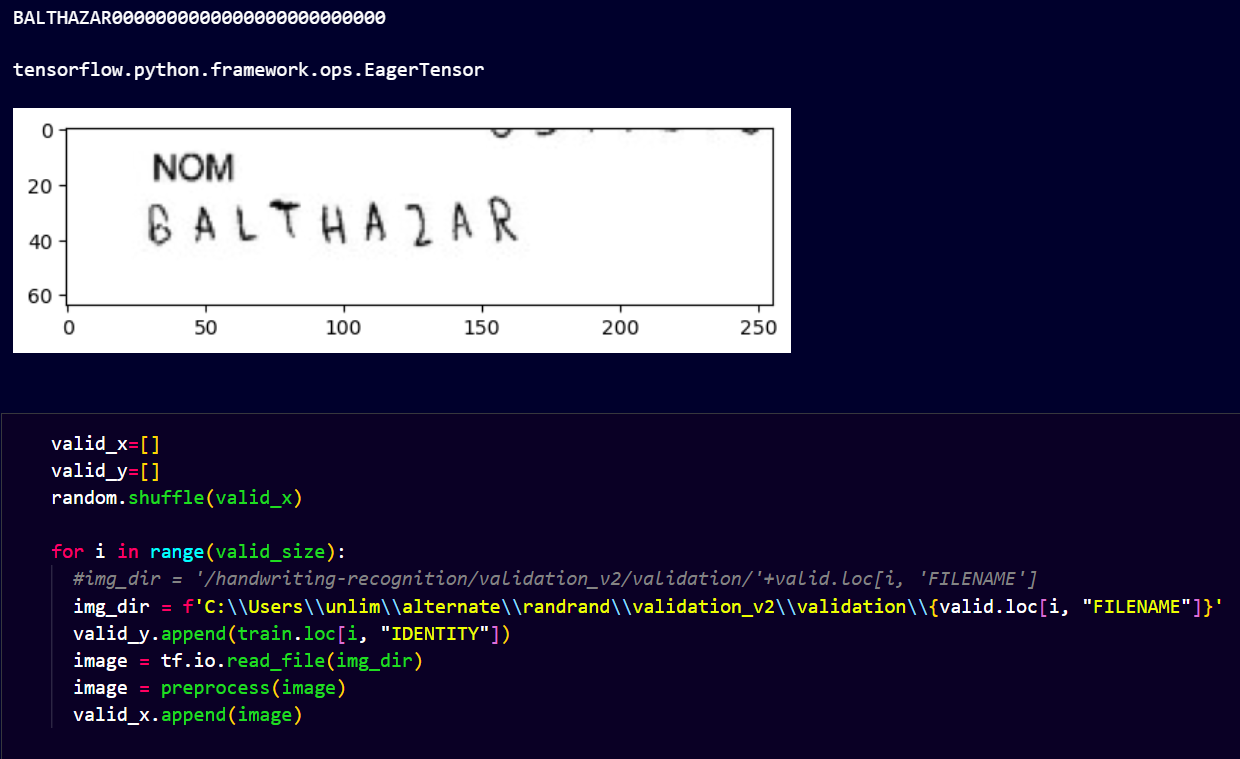 BALTHAZAR0000000000000000000000000
tensorflow.python.framework.ops.EagerTensor
0
NOM
20
BALTHAZAR
40
60
0 50 100 150 200 250
valid_x=[]
valid_y=[]
random.shuffle(valid_x)
for i in range(valid_size):
#img_dir = '/handwriting-recognition/validation_v2/validation/'+valid.loc[i, 'FILENAME']
img_dir = f'C:\\Users\\unlim\\alternate\\randrand\\validation_v2\\validation\\{valid.loc[i, "FILENAME"]}'
valid_y.append(train.loc[i, "IDENTITY"])
image = tf.io.read_file(img_dir)
image = preprocess(image)
valid_x.append(image)